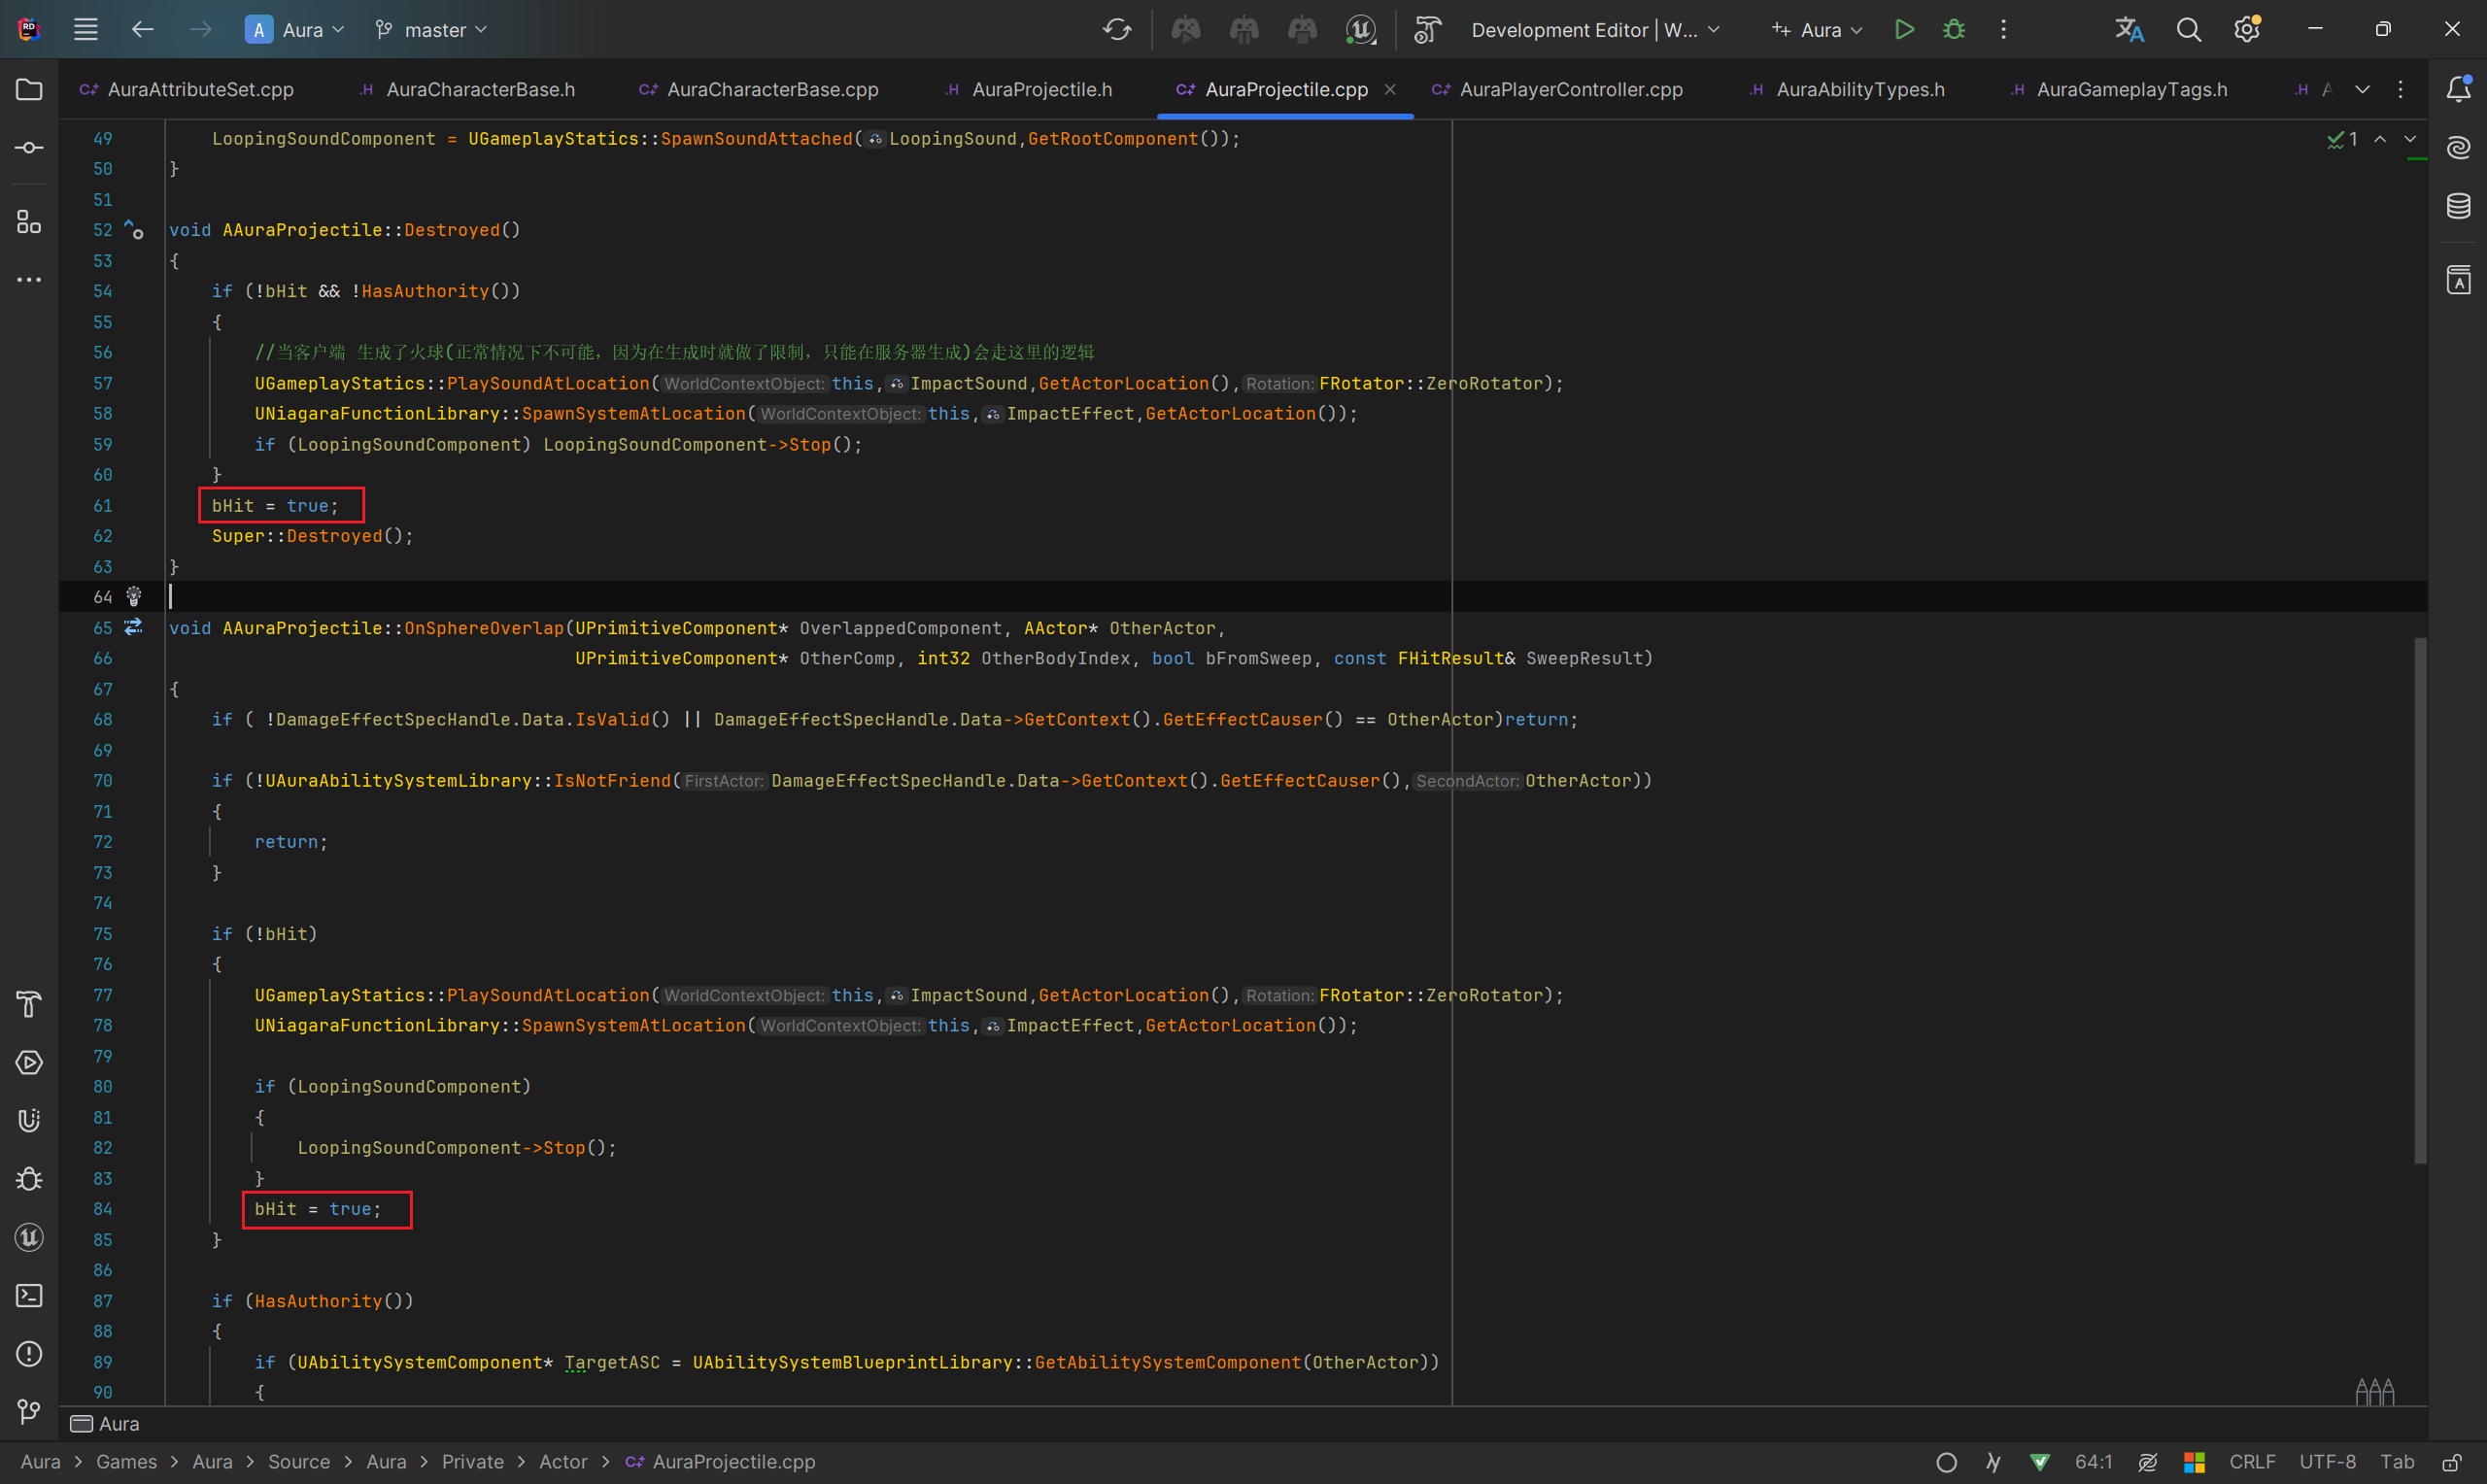 A Aura master Development Editor | W... Aura
AuraAttributeSet.cpp AuraCharacterBase.h AuraCharacterBase.cpp AuraProjectile.h AuraProjectile.cpp AuraPlayerController.cpp AuraAbilityTypes.h AuraGameplayTags.h
49 LoopingSoundComponent = UGameplayStatics::SpawnSoundAttached(LoopingSound,GetRootComponent());
50 }
51
52 void AAuraProjectile::Destroyed()
53 {
54 if (!bHit && !HasAuthority())
55 {
56 //当客户端 生成了火球(正常情况下不可能，因为在生成时就做了限制，只能在服务器生成)会走这里的逻辑
57 UGameplayStatics::PlaySoundAtLocation(WorldContextObject:this,ImpactSound,GetActorLocation(),Rotation:FRotator::ZeroRotator);
58 UNiagaraFunctionLibrary::SpawnSystemAtLocation(WorldContextObject:this,ImpactEffect,GetActorLocation());
59 if (LoopingSoundComponent) LoopingSoundComponent->Stop();
60 }
61 bHit = true;
62 Super::Destroyed();
63 }
64
65 void AAuraProjectile::OnSphereOverlap(UPrimitiveComponent* OverlappedComponent, AActor* OtherActor,
66 UPrimitiveComponent* OtherComp, int32 OtherBodyIndex, bool bFromSweep, const FHitResult& SweepResult)
67 {
68 if ( !DamageEffectSpecHandle.Data.IsValid() || DamageEffectSpecHandle.Data->GetContext().GetEffectCauser() == OtherActor)return;
69
70 if (!UAuraAbilitySystemLibrary::IsNotFriend(FirstActor:DamageEffectSpecHandle.Data->GetContext().GetEffectCauser(),SecondActor:OtherActor))
71 {
72 return;
73 }
74
75 if (!bHit)
76 {
77 UGameplayStatics::PlaySoundAtLocation(WorldContextObject:this,ImpactSound,GetActorLocation(),Rotation:FRotator::ZeroRotator);
78 UNiagaraFunctionLibrary::SpawnSystemAtLocation(WorldContextObject:this,ImpactEffect,GetActorLocation());
79
80 if (LoopingSoundComponent)
81 {
82 LoopingSoundComponent->Stop();
83 }
84 bHit = true;
85 }
86
87 if (HasAuthority())
88 {
89 if (UAbilitySystemComponent* TargetASC = UAbilitySystemBlueprintLibrary::GetAbilitySystemComponent(OtherActor))
90 {
1
Aura
Aura > Games > Aura > Source > Aura > Private > Actor > AuraProjectile.cpp 64:1 CRLF UTF-8 Tab